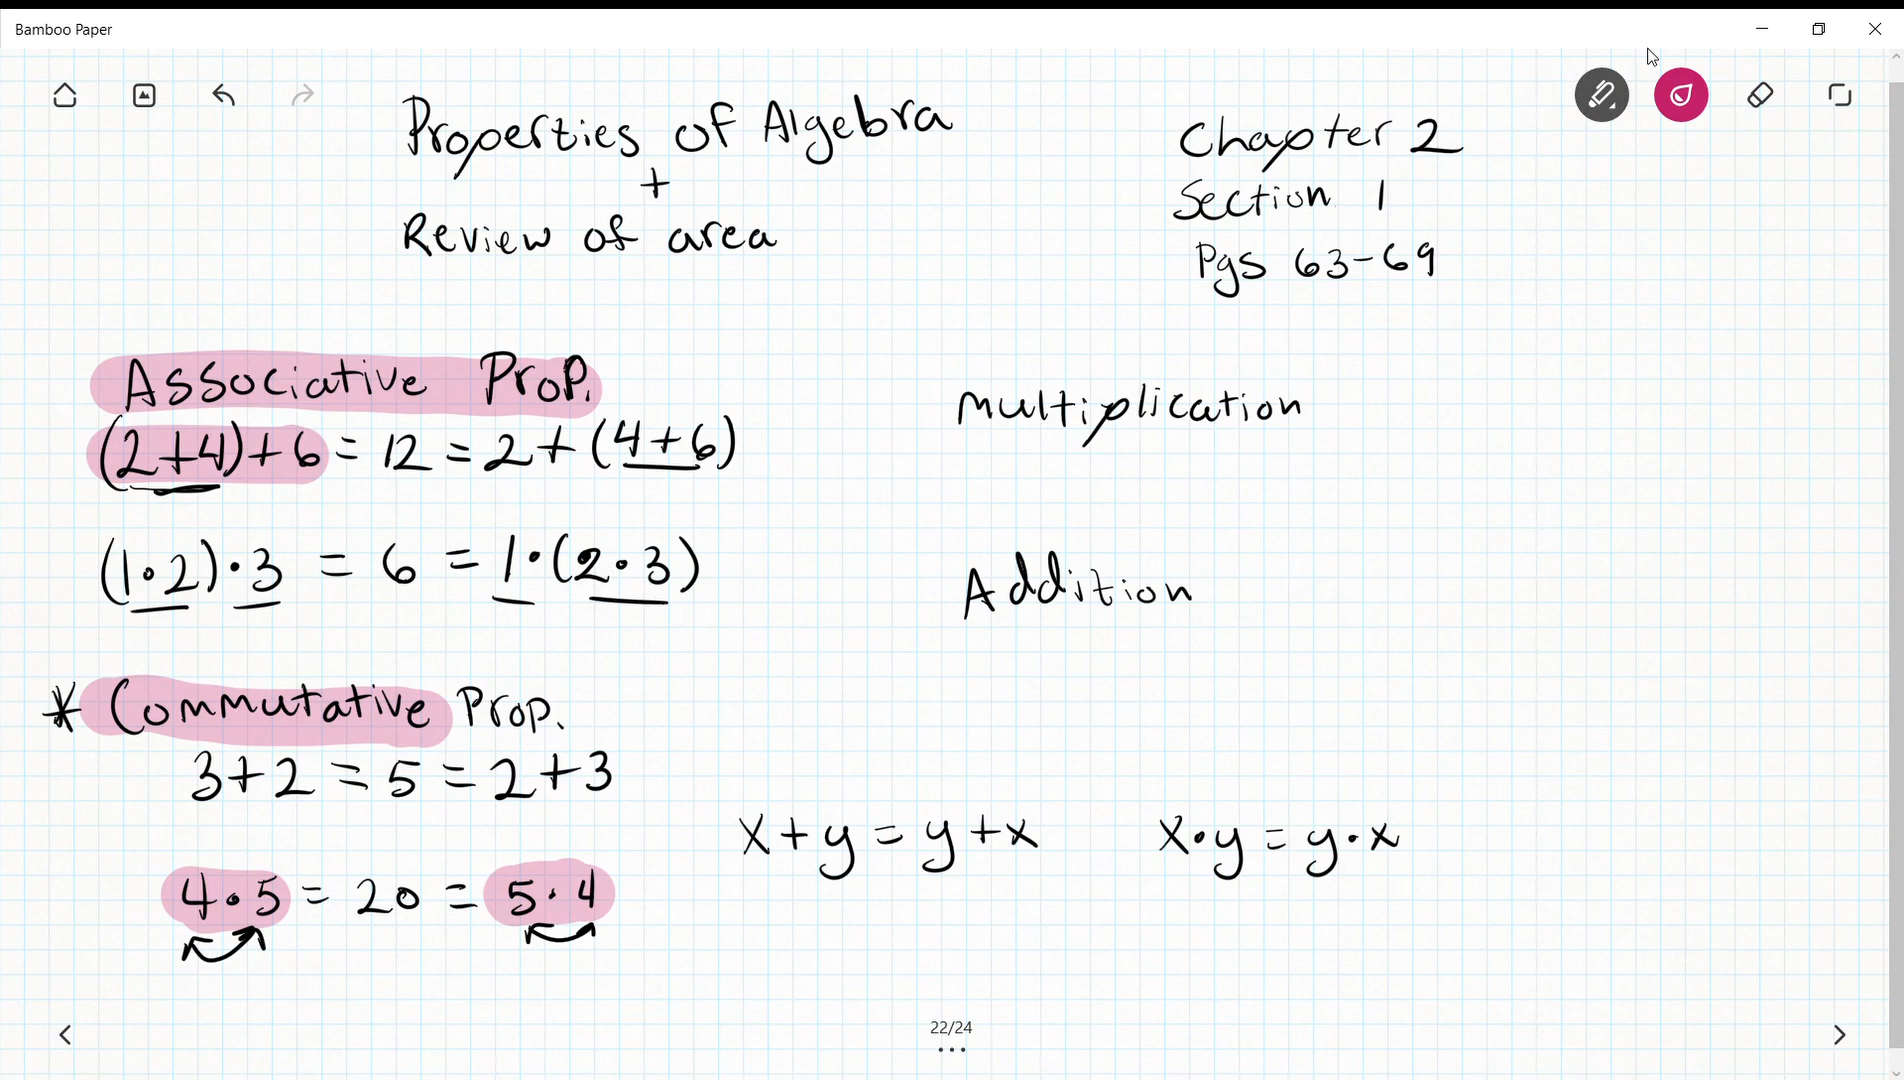 Bamboo Paper
Properties of Algebra
+
Review of area
Chapter 2
Section 1
Pgs 63-69
Associative Prop.
(2+4)+6 = 12 = 2+(4+6)
(1·2)·3 = 6 = 1·(2·3)
Multiplication
Addition
* Commutative Prop.
3+2 = 5 = 2+3
4·5 = 20 = 5·4
x+y = y+x
x·y = y·x
22/24